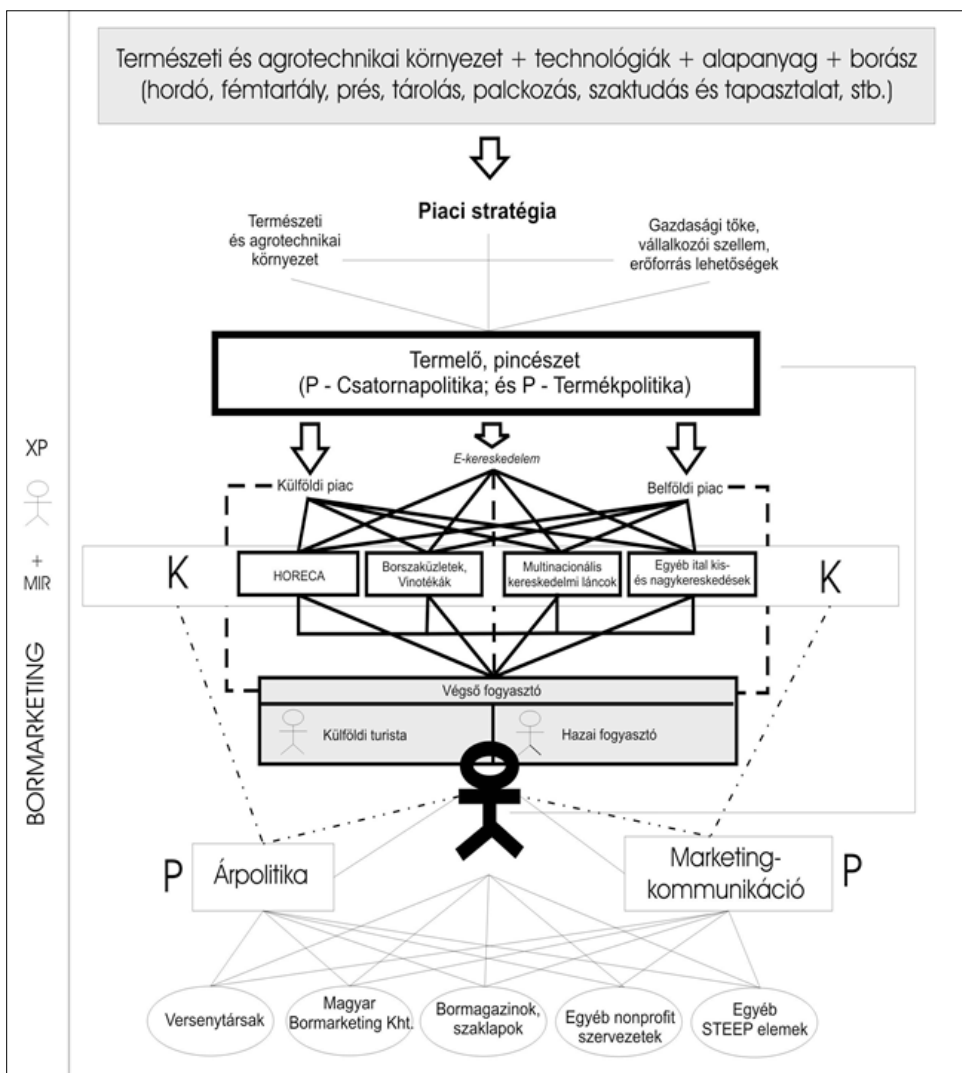 Természeti és agrotechnikai környezet + technológiák + alapanyag + borász
(hordó, fémtartály, prés, tárolás, palckozás, szaktudás és tapasztalat, stb.)
Piaci stratégia
Természeti
és agrotechnikai
környezet
Gazdasági tőke,
vállalkozói szellem,
erőforrás lehetőségek
Termelő, pincészet
(P - Csatornapolitika; és P - Termékpolitika)
E-kereskedelem
Külföldi piac
Belföldi piac
K
HORECA
Borszaküzletek,
Vinotékák
Multinacionális
kereskedelmi láncok
Egyéb ital kis-
és nagykereskedések
K
Végső fogyasztó
Külföldi turista
Hazai fogyasztó
P
Árpolitika
Marketing-
kommunikáció
P
Versenytársak
Magyar
Bormarketing Kht.
Bormagazinok,
szaklapok
Egyéb nonprofit
szervezetek
Egyéb
STEEP elemek
XP
+
MIR
BORMARKETING